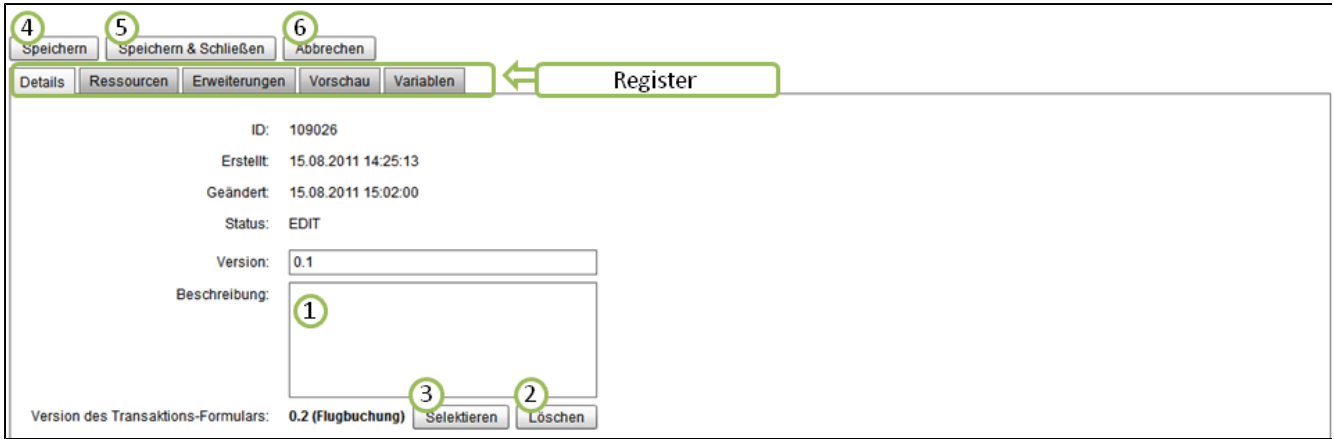 4 5 6
Speichern Speichern & Schließen Abbrechen
Details Ressourcen Erweiterungen Vorschau Variablen Register
ID: 109026
Erstellt: 15.08.2011 14:25:13
Geändert: 15.08.2011 15:02:00
Status: EDIT
Version: 0.1
Beschreibung:
1
3 2
Version des Transaktions-Formulars: 0.2 (Flugbuchung) Selektieren Löschen